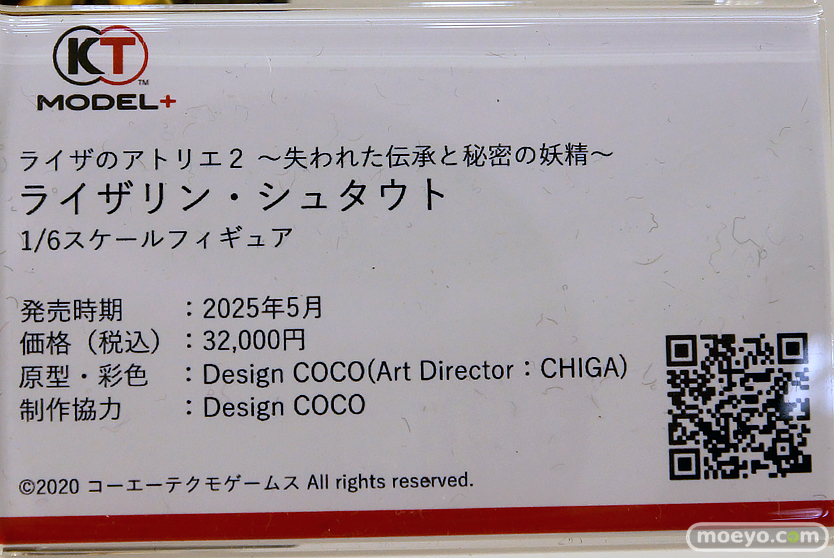 KT™
MODEL+
ライザのアトリエ2 ～失われた伝承と秘密の妖精～
ライザリン・シュタウト
1/6スケールフィギュア
発売時期 ：2025年5月
価格（税込）：32,000円
原型・彩色 ：Design COCO(Art Director：CHIGA)
制作協力 ：Design COCO
©2020 コーエーテクモゲームス All rights reserved.
moeyo.com